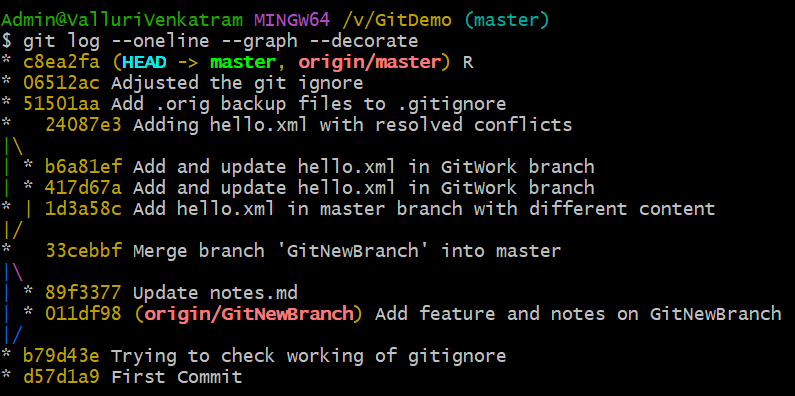 Admin@ValluriVenkatram MINGW64 /v/GitDemo (master)
$ git log --oneline --graph --decorate
* c8ea2fa (HEAD -> master, origin/master) R
* 06512ac Adjusted the git ignore
* 51501aa Add .orig backup files to .gitignore
*   24087e3 Adding hello.xml with resolved conflicts
|\
| * b6a81ef Add and update hello.xml in GitWork branch
| * 417d67a Add and update hello.xml in GitWork branch
* | 1d3a58c Add hello.xml in master branch with different content
|/
*   33cebbf Merge branch 'GitNewBranch' into master
|\
| * 89f3377 Update notes.md
| * 011df98 (origin/GitNewBranch) Add feature and notes on GitNewBranch
|/
* b79d43e Trying to check working of gitignore
* d57d1a9 First Commit